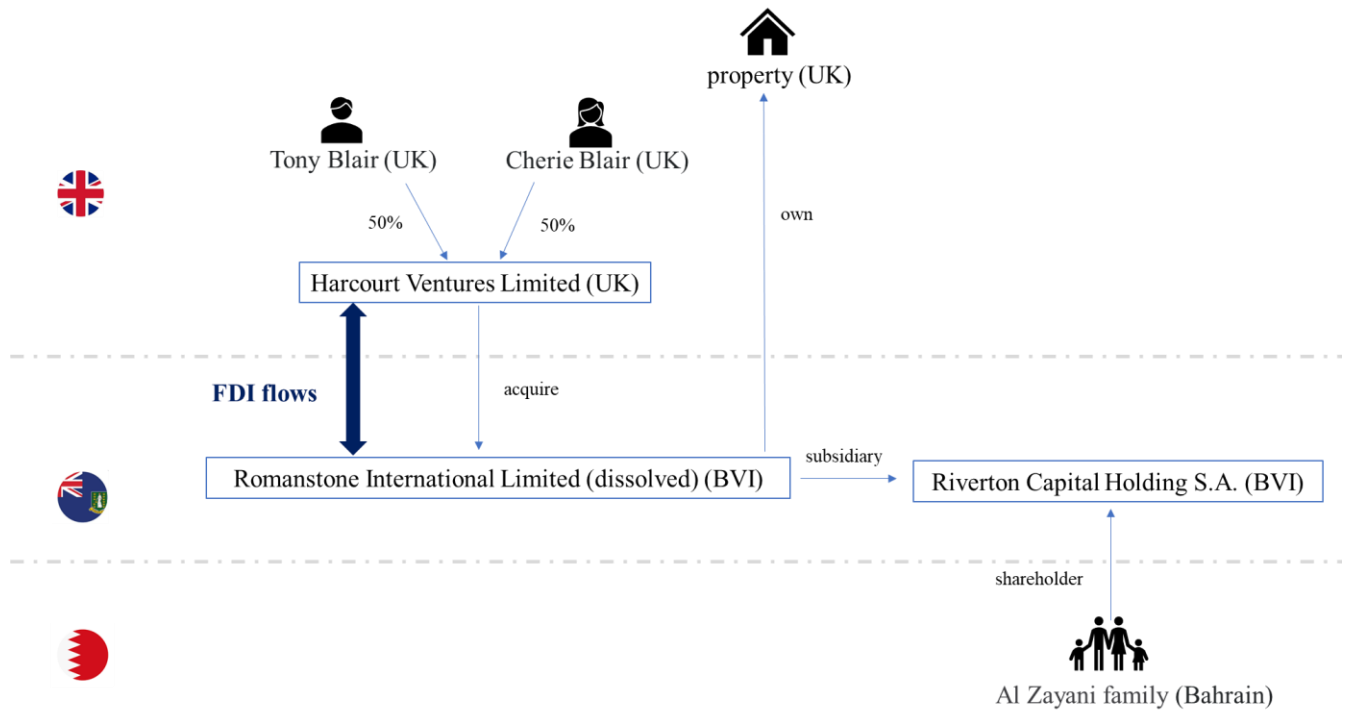 property (UK)
Tony Blair (UK)
Cherie Blair (UK)
50%
50%
own
Harcourt Ventures Limited (UK)
FDI flows
acquire
subsidiary
Romanstone International Limited (dissolved) (BVI)
Riverton Capital Holding S.A. (BVI)
shareholder
Al Zayani family (Bahrain)